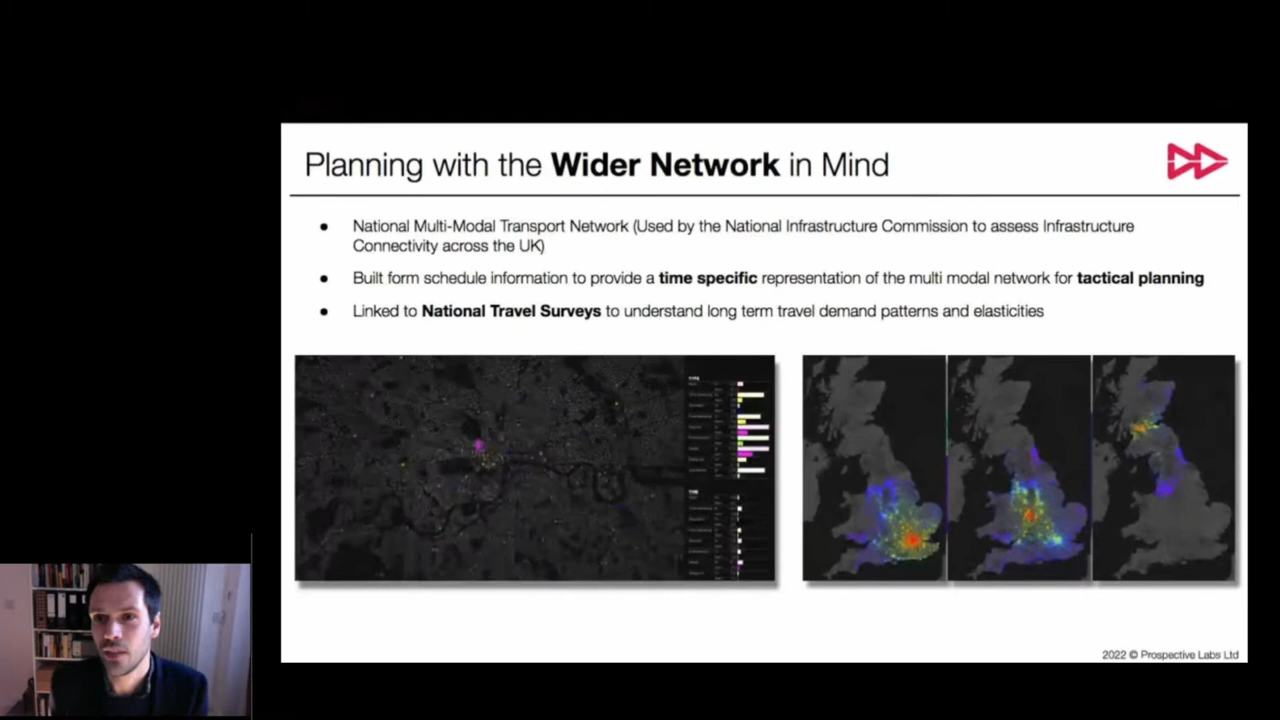 Planning with the Wider Network in Mind
National Multi-Modal Transport Network (Used by the National Infrastructure Commission to assess Infrastructure
Connectivity across the UK)
Built form schedule information to provide a time specific representation of the multi modal network for tactical planning
Linked to National Travel Surveys to understand long term travel demand patterns and elasticities
2022 © Prospective Labs Ltd